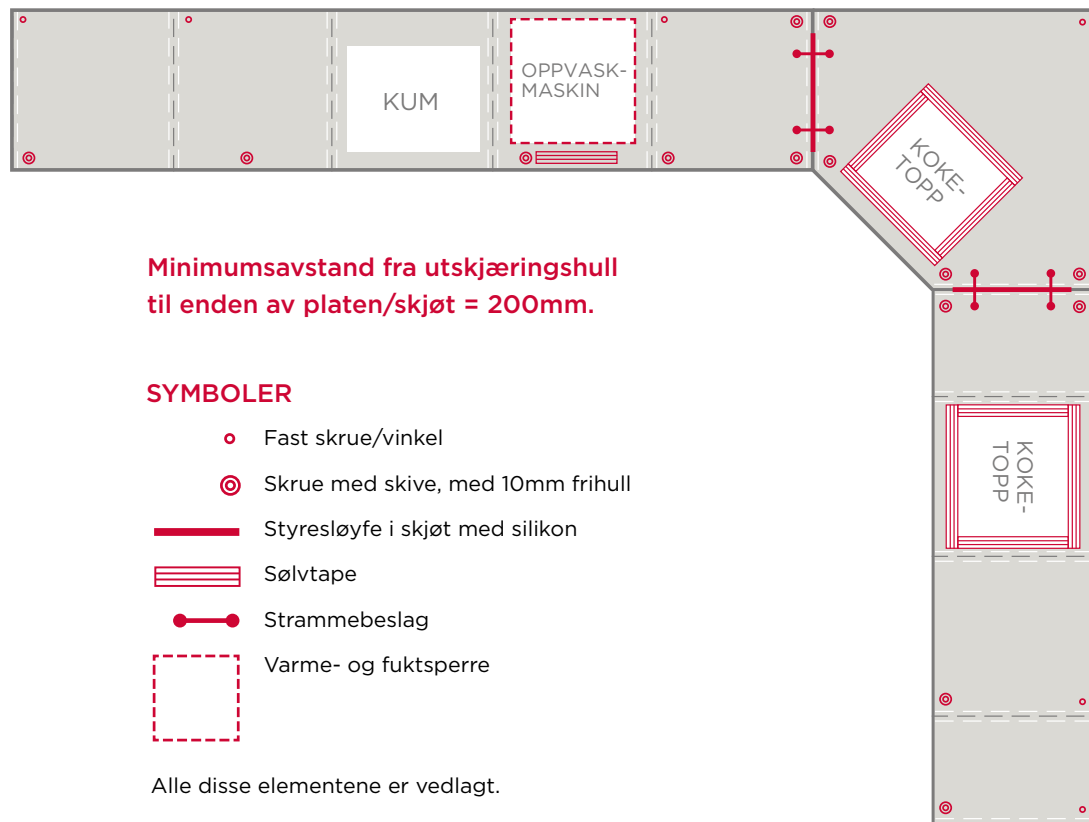 KUM
OPPVASK-
MASKIN
KOKE-
TOPP
Minimumsavstand fra utskjæringshull
til enden av platen/skjøt = 200mm.
SYMBOLER
Fast skrue/vinkel
Skrue med skive, med 10mm frihull
Styresløyfe i skjøt med silikon
Sølvtape
Strammebeslag
Varme- og fuktsperre
Alle disse elementene er vedlagt.
KOKE-
TOPP